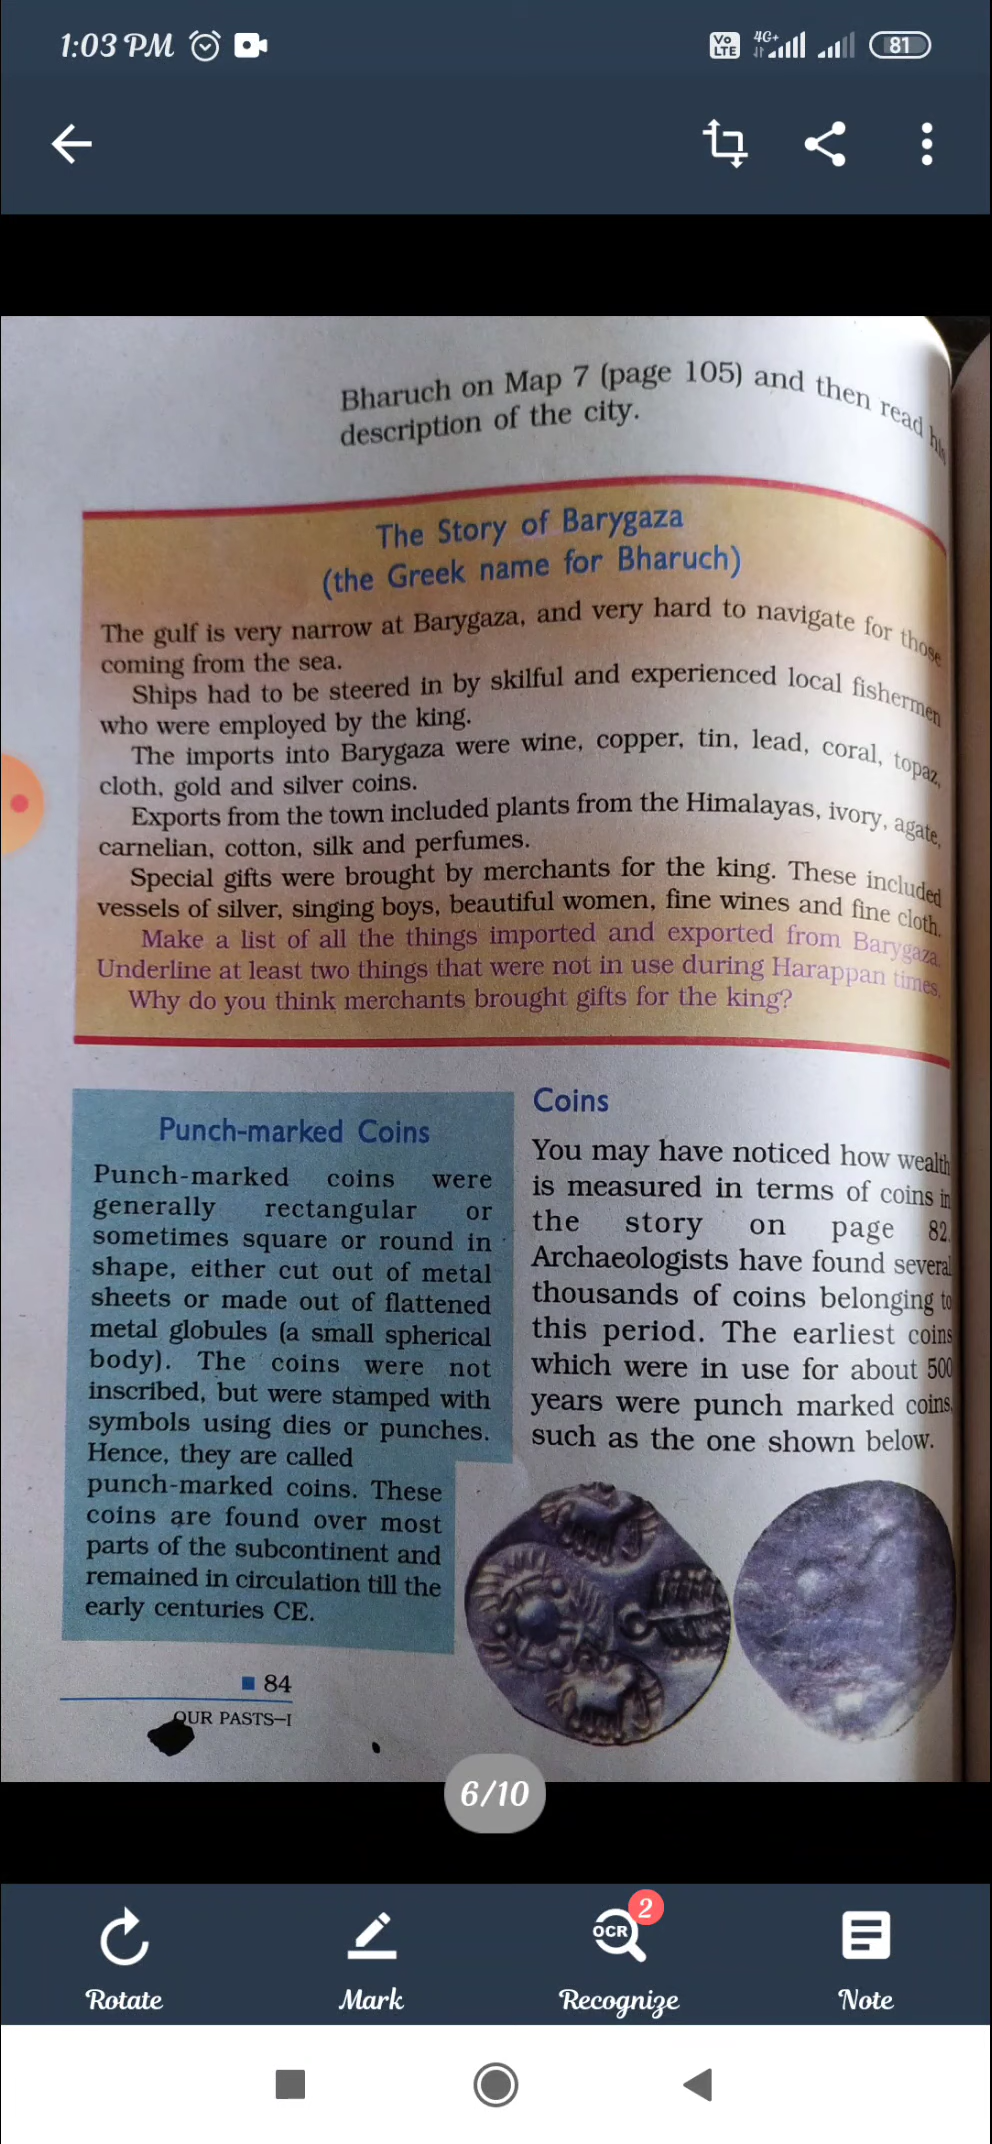 1:03 PM
Vo LTE
4G+
81
Bharuch on Map 7 (page 105) and then read his
description of the city.
The Story of Barygaza
(the Greek name for Bharuch)
The gulf is very narrow at Barygaza, and very hard to navigate for those
coming from the sea.
Ships had to be steered in by skilful and experienced local fishermen
who were employed by the king.
The imports into Barygaza were wine, copper, tin, lead, coral, topaz,
cloth, gold and silver coins.
Exports from the town included plants from the Himalayas, ivory, agate,
carnelian, cotton, silk and perfumes.
Special gifts were brought by merchants for the king. These included
vessels of silver, singing boys, beautiful women, fine wines and fine cloth.
Make a list of all the things imported and exported from Barygaza.
Underline at least two things that were not in use during Harappan times.
Why do you think merchants brought gifts for the king?
Punch-marked Coins
Punch-marked coins were
generally rectangular or
sometimes square or round in
shape, either cut out of metal
sheets or made out of flattened
metal globules (a small spherical
body). The coins were not
inscribed, but were stamped with
symbols using dies or punches.
Hence, they are called
punch-marked coins. These
coins are found over most
parts of the subcontinent and
remained in circulation till the
early centuries CE.
Coins
You may have noticed how wealth
is measured in terms of coins in
the story on page 82.
Archaeologists have found several
thousands of coins belonging to
this period. The earliest coins
which were in use for about 500
years were punch marked coins,
such as the one shown below.
84
OUR PASTS–I
6/10
OCR
2
Rotate
Mark
Recognize
Note